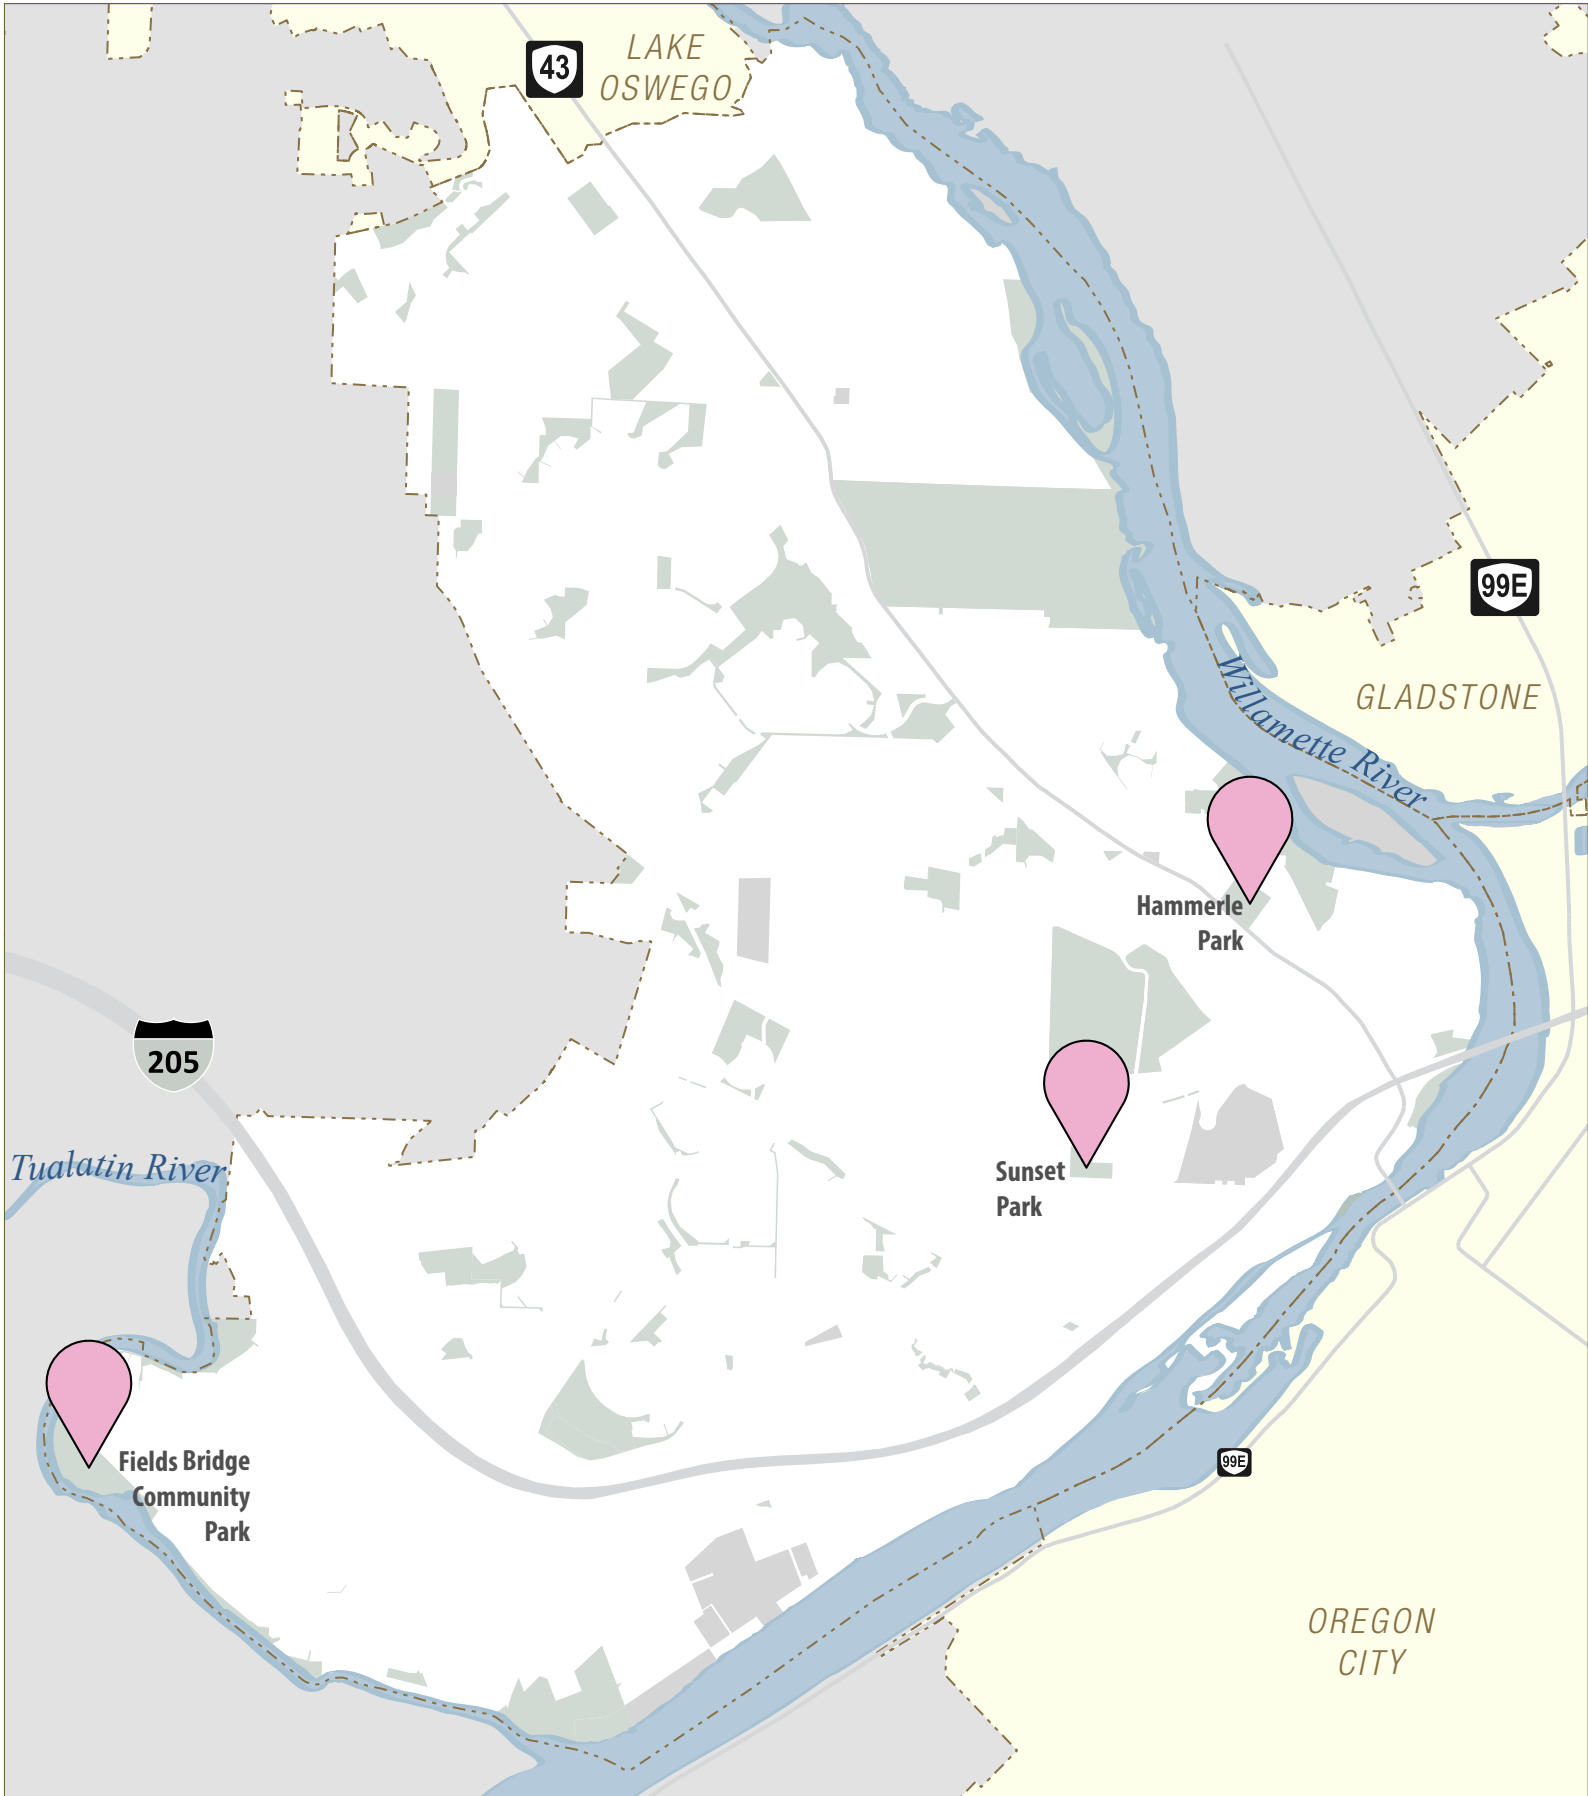 43
LAKE
OSWEGO
99E
GLADSTONE
Willamette River
Hammerle
Park
205
Tualatin River
Sunset
Park
Fields Bridge
Community
Park
99E
OREGON
CITY